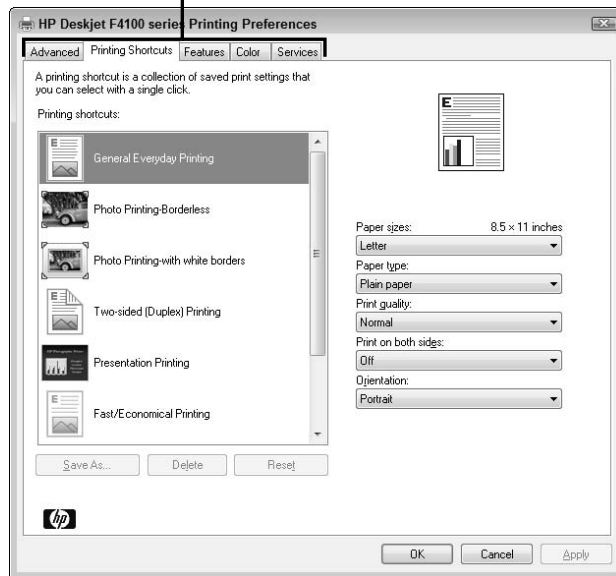 HP Deskjet F4100 series Printing Preferences
Advanced Printing Shortcuts Features Color Services
A printing shortcut is a collection of saved print settings that
you can select with a single click.
Printing shortcuts:
General Everyday Printing
Photo Printing-Borderless
Photo Printing-with white borders
Two-sided (Duplex) Printing
Presentation Printing
Fast/Economical Printing
Save As... Delete Reset
E
Paper sizes: 8.5 × 11 inches
Letter
Paper type:
Plain paper
Print quality:
Normal
Print on both sides:
Off
Orientation:
Portrait
hp
OK Cancel Apply